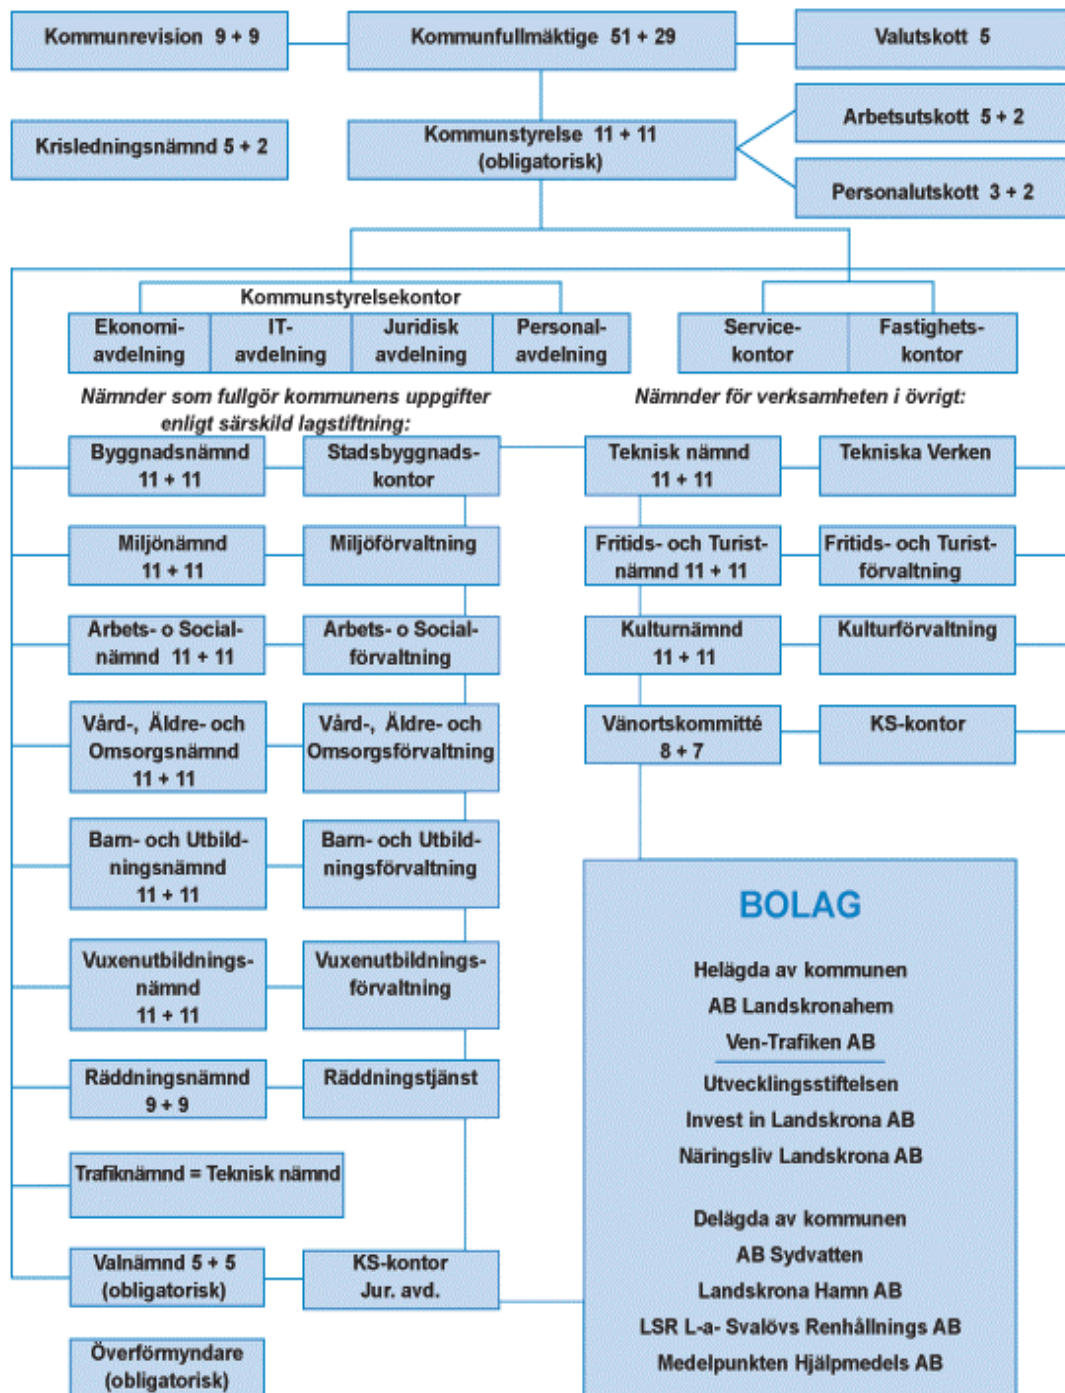 Kommunrevision 9 + 9
Kommunfullmäktige 51 + 29
Valutskott 5
Krisledningsnämnd 5 + 2
Kommunstyrelse 11 + 11
(obligatorisk)
Arbetsutskott 5 + 2
Personalutskott 3 + 2
Kommunstyrelsekontor
Ekonomi-
avdelning
IT-
avdelning
Juridisk
avdelning
Personal-
avdelning
Service-
kontor
Fastighets-
kontor
Nämnder som fullgör kommunens uppgifter
enligt särskild lagstiftning:
Nämnder för verksamheten i övrigt:
Byggnadsnämnd
11 + 11
Stadsbyggnads-
kontor
Teknisk nämnd
11 + 11
Tekniska Verken
Miljönämnd
11 + 11
Miljöförvaltning
Fritids- och Turist-
nämnd 11 + 11
Fritids- och Turist-
förvaltning
Arbets- o Social-
nämnd 11 + 11
Arbets- o Social-
förvaltning
Kulturnämnd
11 + 11
Kulturförvaltning
Vård-, Äldre- och
Omsorgsnämnd
11 + 11
Vård-, Äldre- och
Omsorgsförvaltning
Vänortskommitté
8 + 7
KS-kontor
Barn- och Utbild-
ningsnämnd
11 + 11
Barn- och Utbild-
ningsförvaltning
Vuxenutbildnings-
nämnd
11 + 11
Vuxenutbildnings-
förvaltning
Räddningsnämnd
9 + 9
Räddningstjänst
Trafiknämnd = Teknisk nämnd
Valnämnd 5 + 5
(obligatorisk)
KS-kontor
Jur. avd.
Överförmyndare
(obligatorisk)
BOLAG
Helägda av kommunen
AB Landskronahem
Ven-Trafiken AB
Utvecklingsstiftelsen
Invest in Landskrona AB
Näringsliv Landskrona AB
Delägda av kommunen
AB Sydvatten
Landskrona Hamn AB
LSR L-a- Svalövs Renhållnings AB
Medelpunkten Hjälpmedels AB